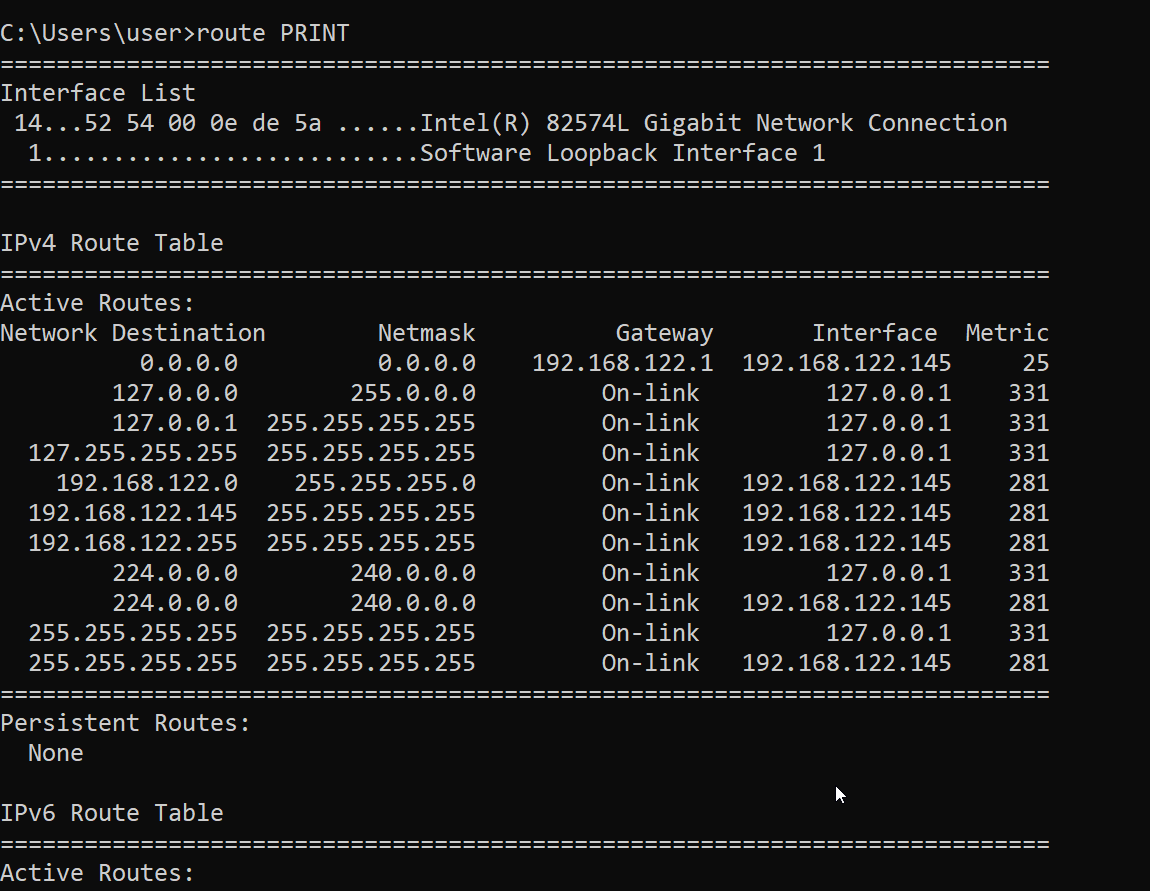 C:\Users\user>route PRINT
===========================================================================
Interface List
 14...52 54 00 0e de 5a ......Intel(R) 82574L Gigabit Network Connection
  1...........................Software Loopback Interface 1
===========================================================================

IPv4 Route Table
===========================================================================
Active Routes:
Network Destination        Netmask          Gateway       Interface  Metric
          0.0.0.0          0.0.0.0    192.168.122.1  192.168.122.145     25
        127.0.0.0        255.0.0.0         On-link         127.0.0.1    331
        127.0.0.1  255.255.255.255         On-link         127.0.0.1    331
  127.255.255.255  255.255.255.255         On-link         127.0.0.1    331
    192.168.122.0    255.255.255.0         On-link   192.168.122.145    281
  192.168.122.145  255.255.255.255         On-link   192.168.122.145    281
  192.168.122.255  255.255.255.255         On-link   192.168.122.145    281
        224.0.0.0        240.0.0.0         On-link         127.0.0.1    331
        224.0.0.0        240.0.0.0         On-link   192.168.122.145    281
  255.255.255.255  255.255.255.255         On-link         127.0.0.1    331
  255.255.255.255  255.255.255.255         On-link   192.168.122.145    281
===========================================================================
Persistent Routes:
  None

IPv6 Route Table
===========================================================================
Active Routes: